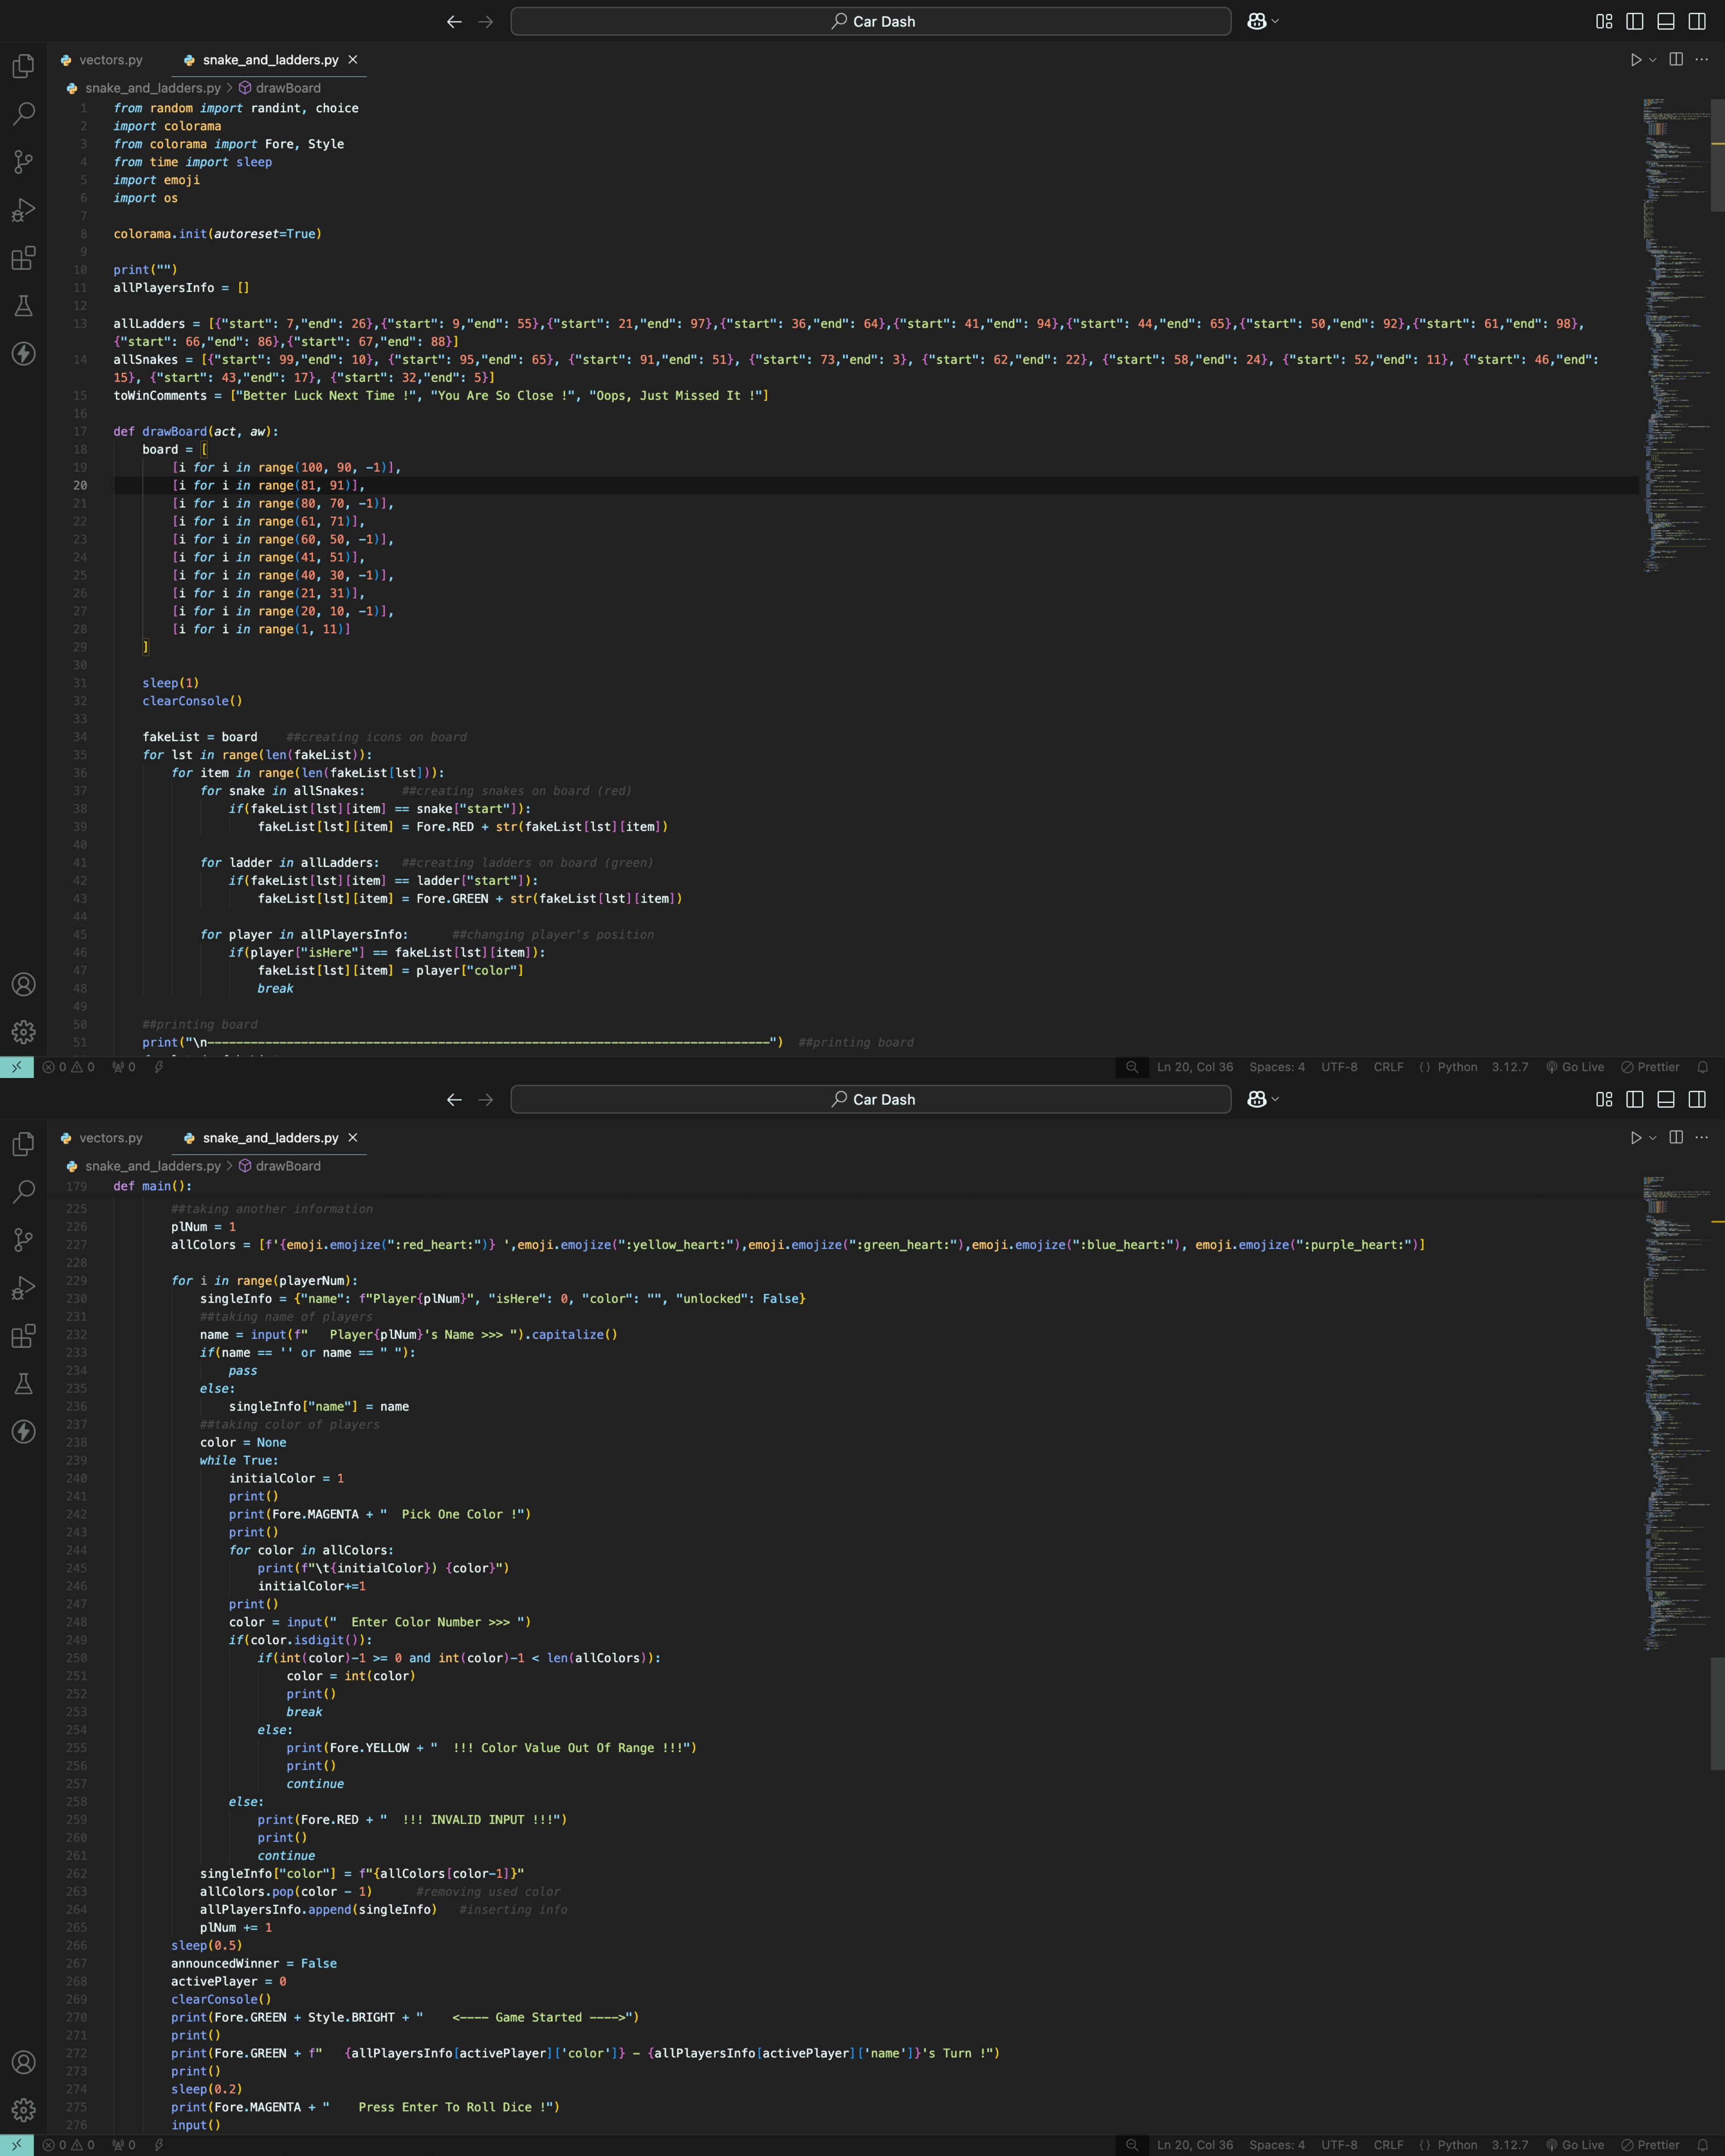 Car Dash
vectors.py
snake_and_ladders.py
snake_and_ladders.py > drawBoard
1 from random import randint, choice
2 import colorama
3 from colorama import Fore, Style
4 from time import sleep
5 import emoji
6 import os
7
8 colorama.init(autoreset=True)
9
10 print("")
11 allPlayersInfo = []
12
13 allLadders = [{"start": 7,"end": 26},{"start": 9,"end": 55},{"start": 21,"end": 97},{"start": 36,"end": 64},{"start": 41,"end": 94},{"start": 44,"end": 65},{"start": 50,"end": 92},{"start": 61,"end": 98},
{"start": 66,"end": 86},{"start": 67,"end": 88}]
14 allSnakes = [{"start": 99,"end": 10}, {"start": 95,"end": 65}, {"start": 91,"end": 51}, {"start": 73,"end": 3}, {"start": 62,"end": 22}, {"start": 58,"end": 24}, {"start": 52,"end": 11}, {"start": 46,"end":
15}, {"start": 43,"end": 17}, {"start": 32,"end": 5}]
15 toWinComments = ["Better Luck Next Time !", "You Are So Close !", "Oops, Just Missed It !"]
16
17 def drawBoard(act, aw):
18 board = [
19 [i for i in range(100, 90, -1)],
20 [i for i in range(81, 91)],
21 [i for i in range(80, 70, -1)],
22 [i for i in range(61, 71)],
23 [i for i in range(60, 50, -1)],
24 [i for i in range(41, 51)],
25 [i for i in range(40, 30, -1)],
26 [i for i in range(21, 31)],
27 [i for i in range(20, 10, -1)],
28 [i for i in range(1, 11)]
29 ]
30
31 sleep(1)
32 clearConsole()
33
34 fakeList = board ##creating icons on board
35 for lst in range(len(fakeList)):
36 for item in range(len(fakeList[lst])):
37 for snake in allSnakes: ##creating snakes on board (red)
38 if(fakeList[lst][item] == snake["start"]):
39 fakeList[lst][item] = Fore.RED + str(fakeList[lst][item])
40
41 for ladder in allLadders: ##creating ladders on board (green)
42 if(fakeList[lst][item] == ladder["start"]):
43 fakeList[lst][item] = Fore.GREEN + str(fakeList[lst][item])
44
45 for player in allPlayersInfo: ##changing player's position
46 if(player["isHere"] == fakeList[lst][item]):
47 fakeList[lst][item] = player["color"]
48 break
49
50 ##printing board
51 print("\n------------------------------------------------------------------------------") ##printing board
0 0 0 Ln 20, Col 36 Spaces: 4 UTF-8 CRLF {} Python 3.12.7 Go Live Prettier
Car Dash
vectors.py
snake_and_ladders.py
snake_and_ladders.py > drawBoard
179 def main():
225 ##taking another information
226 plNum = 1
227 allColors = [f'{emoji.emojize(":red_heart:")} ',emoji.emojize(":yellow_heart:"),emoji.emojize(":green_heart:"),emoji.emojize(":blue_heart:"), emoji.emojize(":purple_heart:")]
228
229 for i in range(playerNum):
230 singleInfo = {"name": f"Player{plNum}", "isHere": 0, "color": "", "unlocked": False}
231 ##taking name of players
232 name = input(f"   Player{plNum}'s Name >>> ").capitalize()
233 if(name == '' or name == " "):
234 pass
235 else:
236 singleInfo["name"] = name
237 ##taking color of players
238 color = None
239 while True:
240 initialColor = 1
241 print()
242 print(Fore.MAGENTA + "  Pick One Color !")
243 print()
244 for color in allColors:
245 print(f"\t{initialColor}) {color}")
246 initialColor+=1
247 print()
248 color = input("  Enter Color Number >>> ")
249 if(color.isdigit()):
250 if(int(color)-1 >= 0 and int(color)-1 < len(allColors)):
251 color = int(color)
252 print()
253 break
254 else:
255 print(Fore.YELLOW + "  !!! Color Value Out Of Range !!!")
256 print()
257 continue
258 else:
259 print(Fore.RED + "  !!! INVALID INPUT !!!")
260 print()
261 continue
262 singleInfo["color"] = f"{allColors[color-1]}"
263 allColors.pop(color - 1) #removing used color
264 allPlayersInfo.append(singleInfo) #inserting info
265 plNum += 1
266 sleep(0.5)
267 announcedWinner = False
268 activePlayer = 0
269 clearConsole()
270 print(Fore.GREEN + Style.BRIGHT + "    <---- Game Started ---->")
271 print()
272 print(Fore.GREEN + f"   {allPlayersInfo[activePlayer]['color']} - {allPlayersInfo[activePlayer]['name']}'s Turn !")
273 print()
274 sleep(0.2)
275 print(Fore.MAGENTA + "    Press Enter To Roll Dice !")
276 input()
0 0 0 Ln 20, Col 36 Spaces: 4 UTF-8 CRLF {} Python 3.12.7 Go Live Prettier